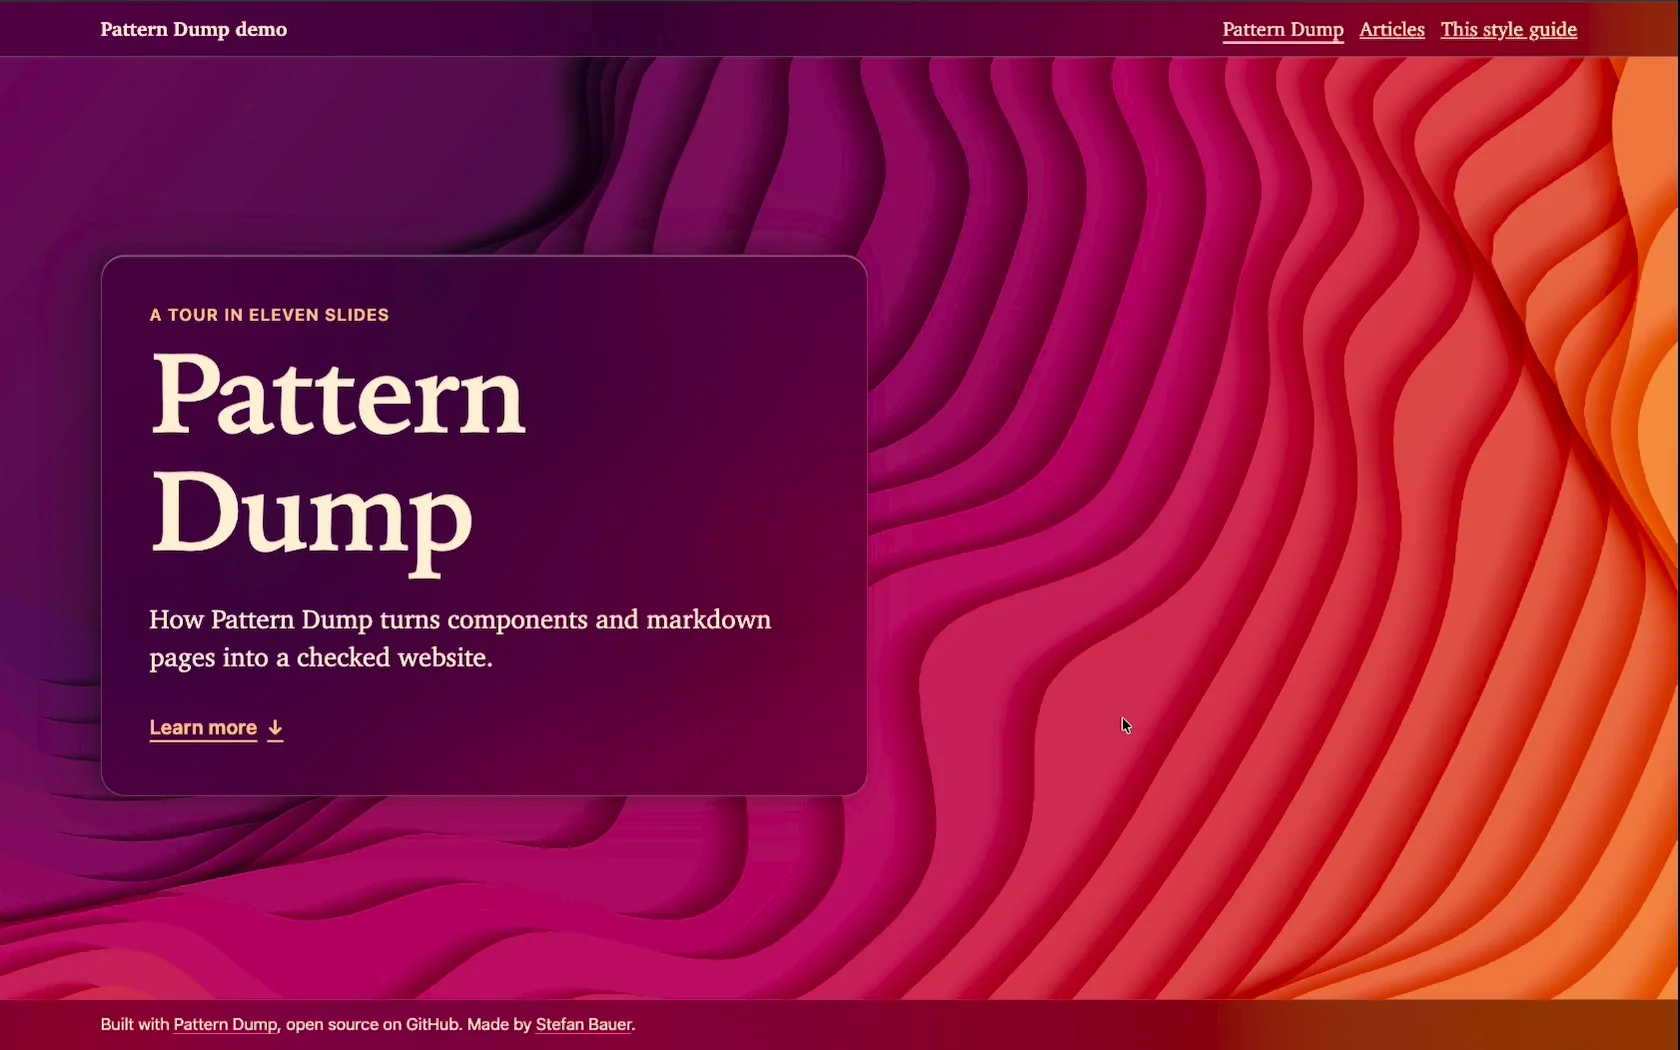 Pattern Dump demo
Pattern Dump Articles This style guide
A TOUR IN ELEVEN SLIDES
Pattern
Dump
How Pattern Dump turns components and markdown
pages into a checked website.
Learn more ↓
Built with Pattern Dump, open source on GitHub. Made by Stefan Bauer.